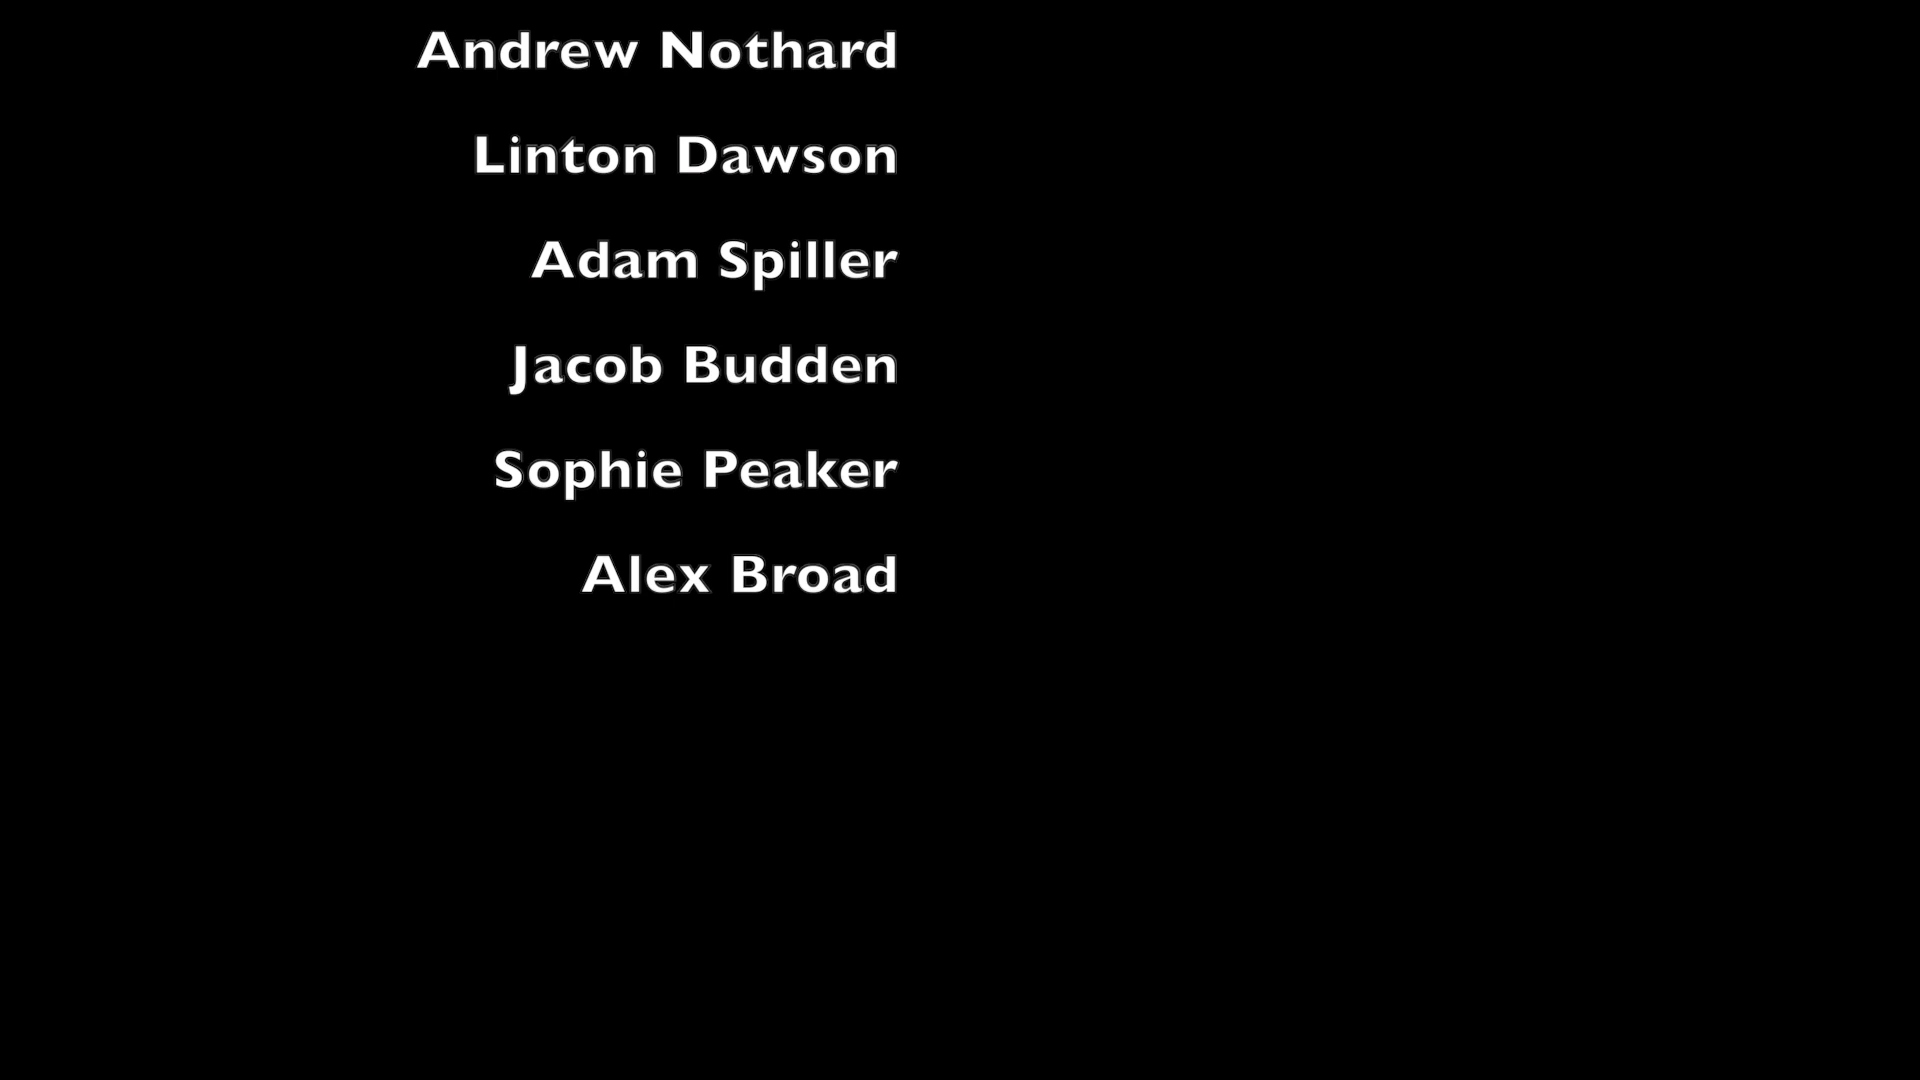 Andrew Nothard
Linton Dawson
Adam Spiller
Jacob Budden
Sophie Peaker
Alex Broad